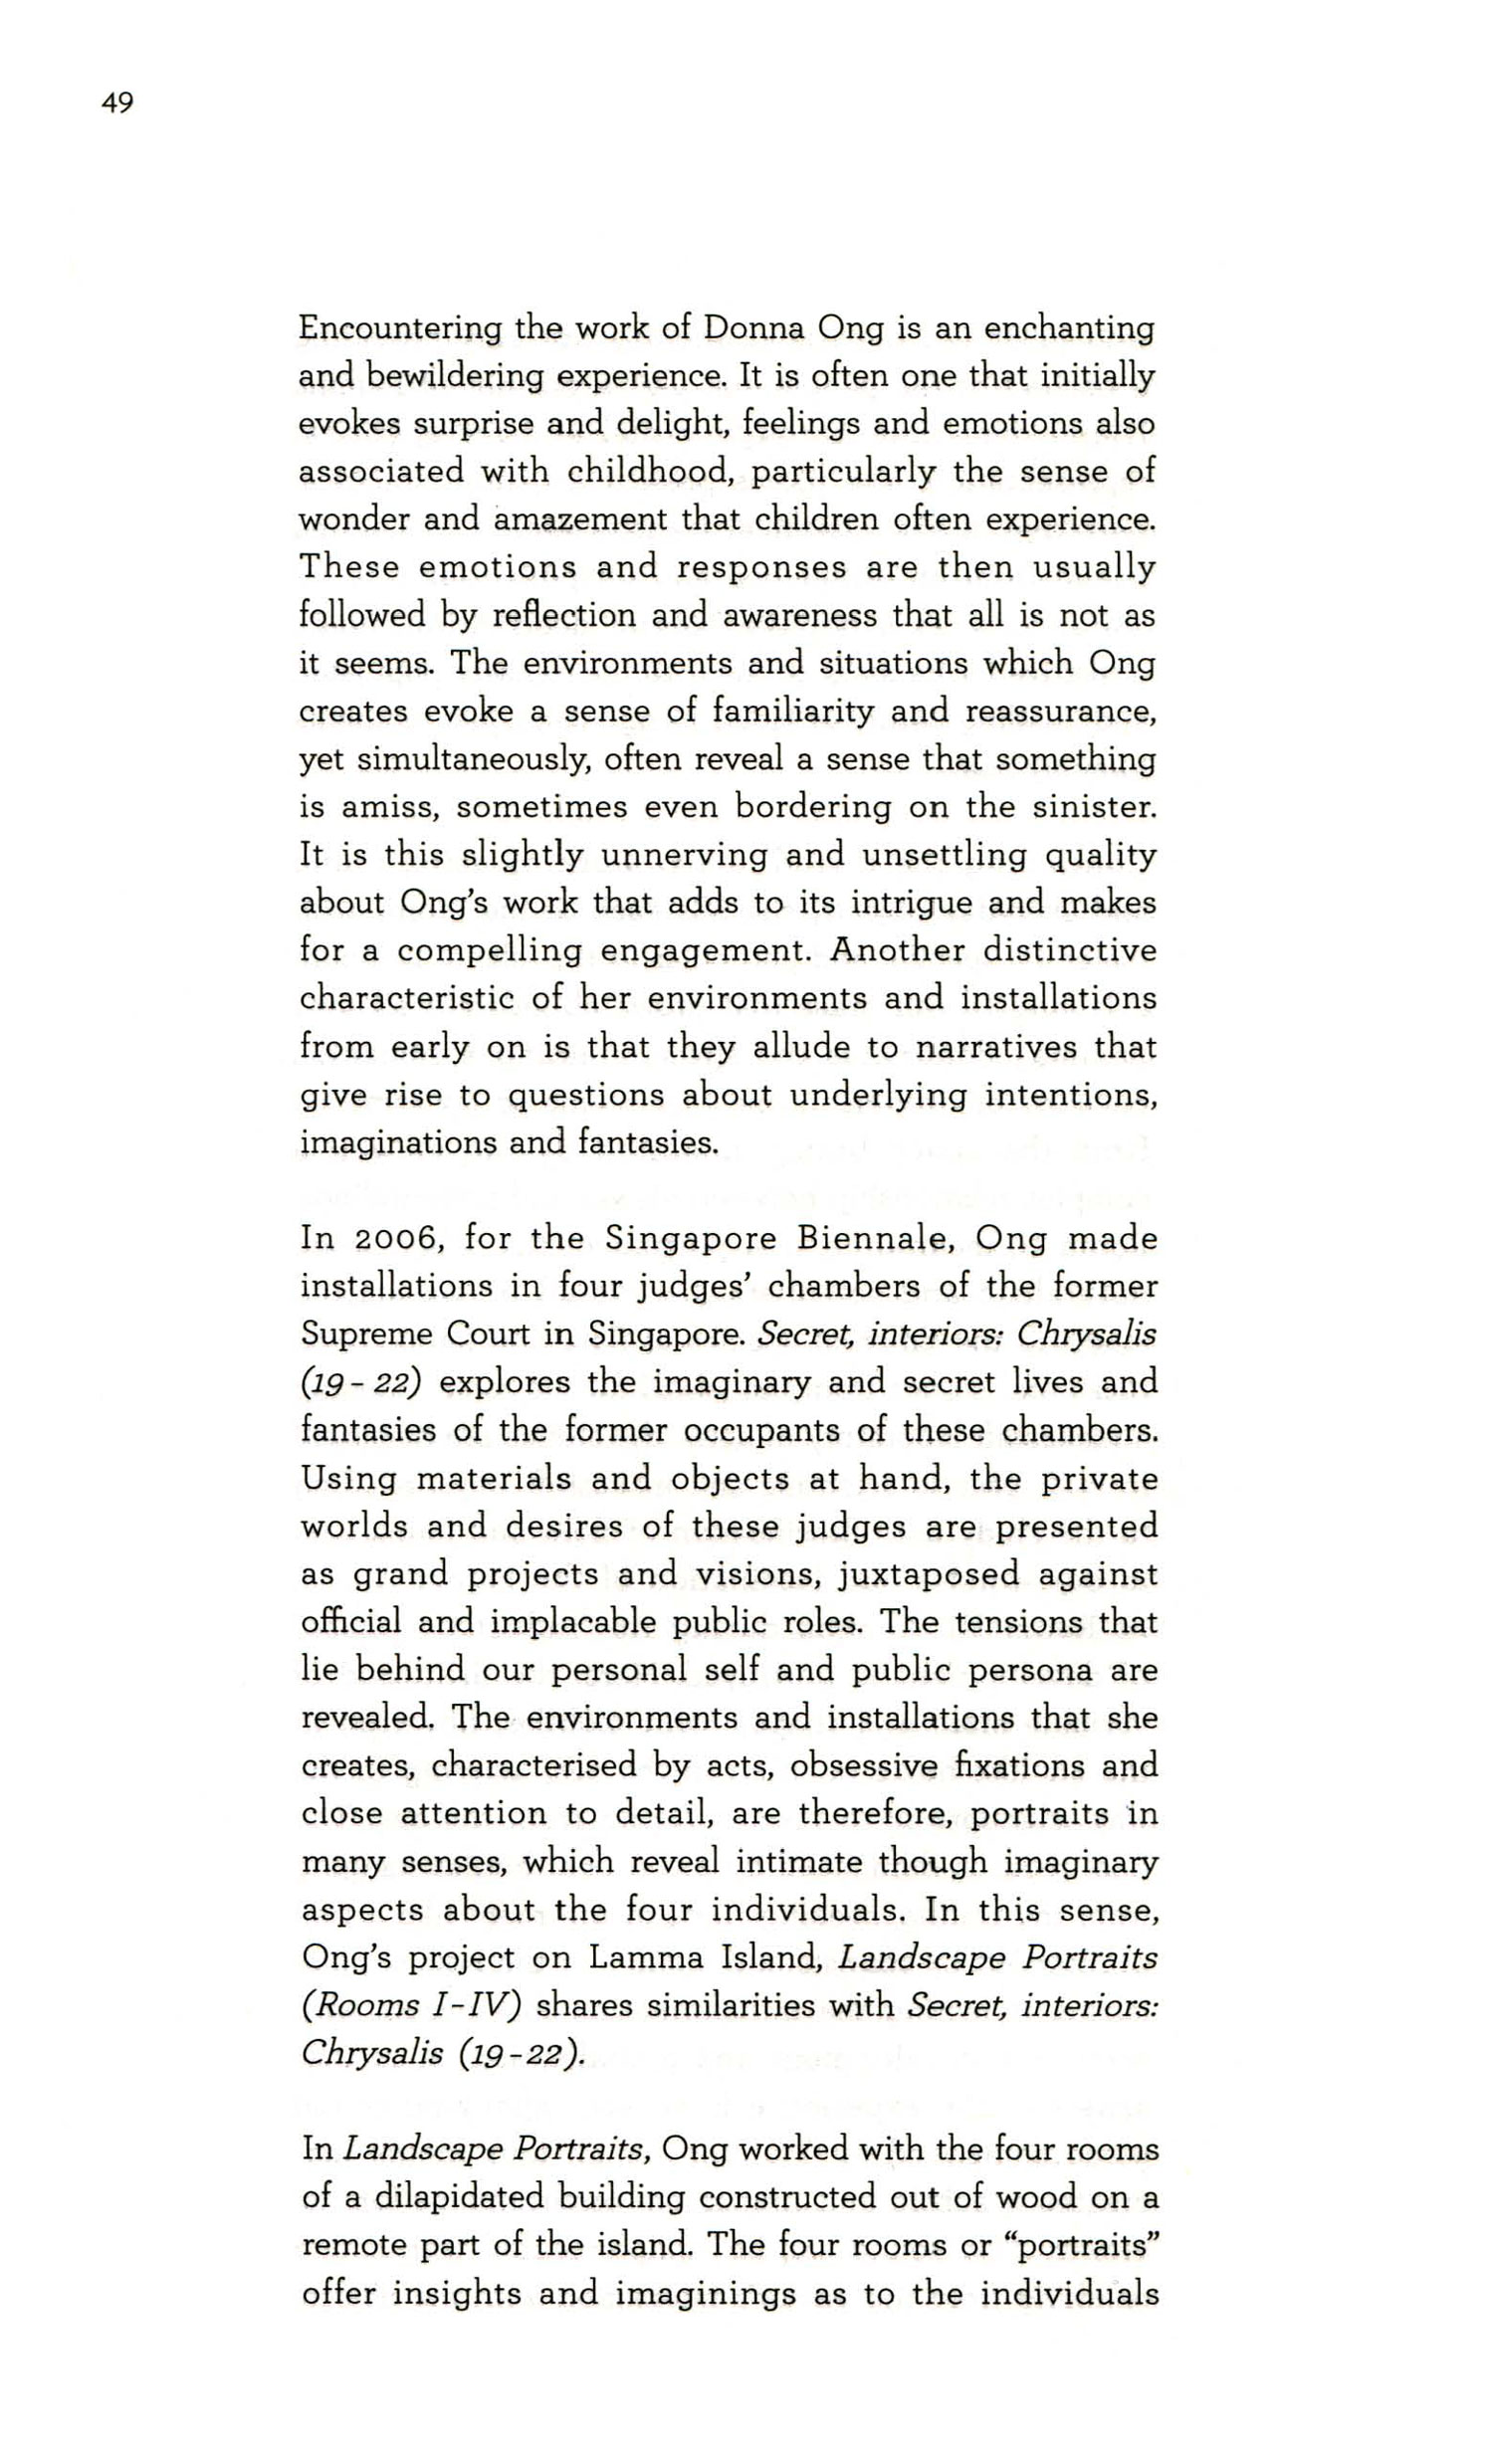 49
Encountering the work of Donna Ong is an enchanting
and bewildering experience. It is often one that initially
evokes surprise and delight, feelings and emotions also
associated with childhood, particularly the sense of
wonder and amazement that children often experience.
These emotions and responses are then usually
followed by reflection and awareness that all is not as
it seems. The environments and situations which Ong
creates evoke a sense of familiarity and reassurance,
yet simultaneously, often reveal a sense that something
is amiss, sometimes even bordering on the sinister.
It is this slightly unnerving and unsettling quality
about Ong's work that adds to its intrigue and makes
for a compelling engagement. Another distinctive
characteristic of her environments and installations
from early on is that they allude to narratives that
give rise to questions about underlying intentions,
imaginations and fantasies.
In 2006, for the Singapore Biennale, Ong made
installations in four judges' chambers of the former
Supreme Court in Singapore. Secret, interiors: Chrysalis
(19 - 22) explores the imaginary and secret lives and
fantasies of the former occupants of these chambers.
Using materials and objects at hand, the private
worlds and desires of these judges are presented
as grand projects and visions, juxtaposed against
official and implacable public roles. The tensions that
lie behind our personal self and public persona are
revealed. The environments and installations that she
creates, characterised by acts, obsessive fixations and
close attention to detail, are therefore, portraits in
many senses, which reveal intimate though imaginary
aspects about the four individuals. In this sense,
Ong's project on Lamma Island, Landscape Portraits
(Rooms I-IV) shares similarities with Secret, interiors:
Chrysalis (19-22).
In Landscape Portraits, Ong worked with the four rooms
of a dilapidated building constructed out of wood on a
remote part of the island. The four rooms or “portraits”
offer insights and imaginings as to the individuals